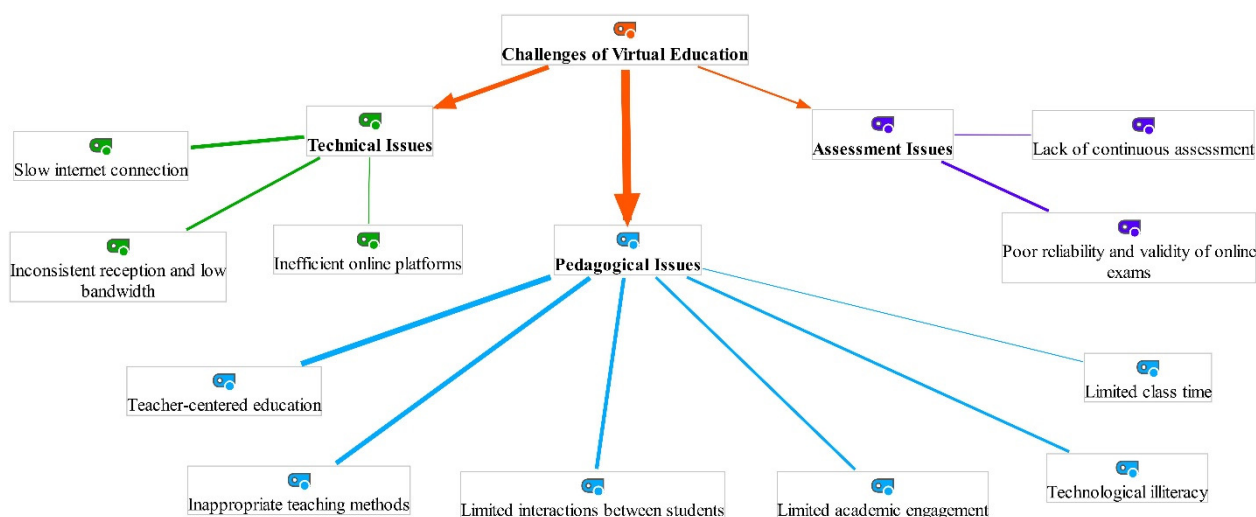 Challenges of Virtual Education
Technical Issues
Assessment Issues
Slow internet connection
Lack of continuous assessment
Inconsistent reception and low
bandwidth
Inefficient online platforms
Pedagogical Issues
Poor reliability and validity of online
exams
Teacher-centered education
Limited class time
Inappropriate teaching methods
Limited interactions between students
Limited academic engagement
Technological illiteracy